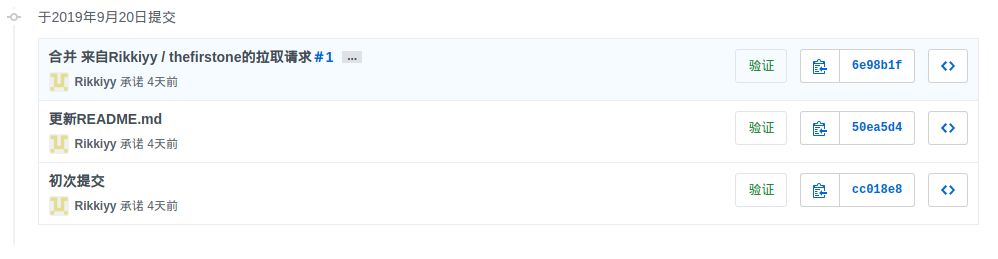 于2019年9月20日提交
合并 来自Rikkiyy / thefirstone的拉取请求#1 ...
验证
6e98b1f
Rikkiyy 承诺 4天前
更新README.md
验证
50ea5d4
Rikkiyy 承诺 4天前
初次提交
验证
cc018e8
Rikkiyy 承诺 4天前